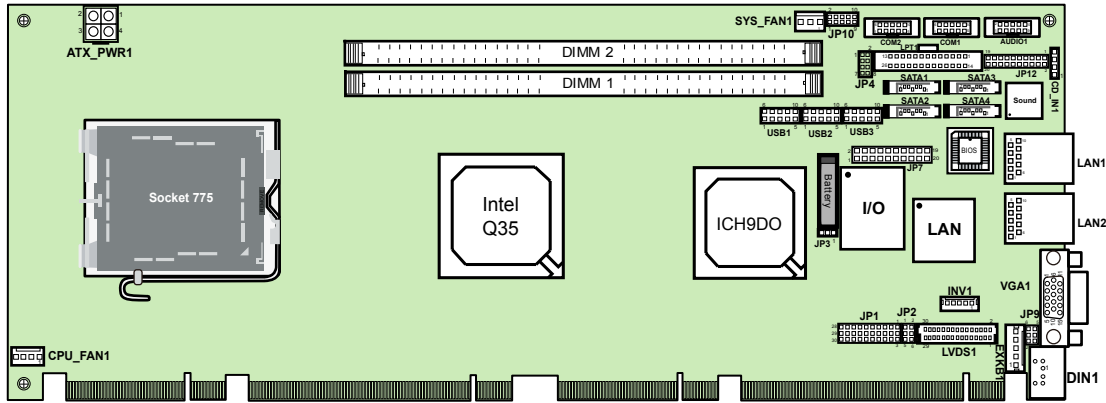 SYS_FAN1
JP10
COM2
COM1
AUDIO1
ATX_PWR1
DIMM 2
LPT1
JP4
JP12
CD_IN1
DIMM 1
SATA1
SATA3
SATA2
SATA4
Sound
USB1
USB2
USB3
BIOS
JP7
LAN1
Socket 775
Battery
Intel
Q35
ICH9DO
I/O
LAN
LAN2
JP3
VGA1
INV1
JP1
JP2
JP9
LVDS1
EXKB1
CPU_FAN1
DIN1